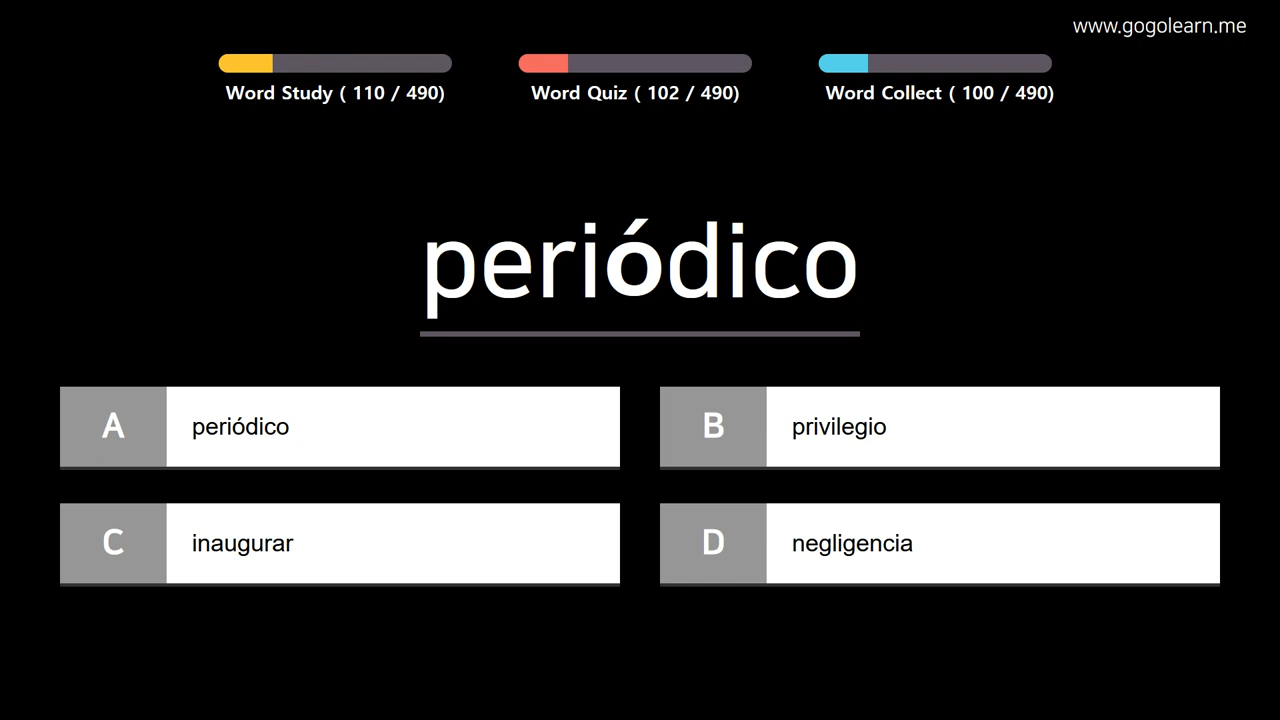 www.gogolearn.me
Word Study ( 110 / 490)
Word Quiz ( 102 / 490)
Word Collect ( 100 / 490)
periódico
A periódico
B privilegio
C inaugurar
D negligencia